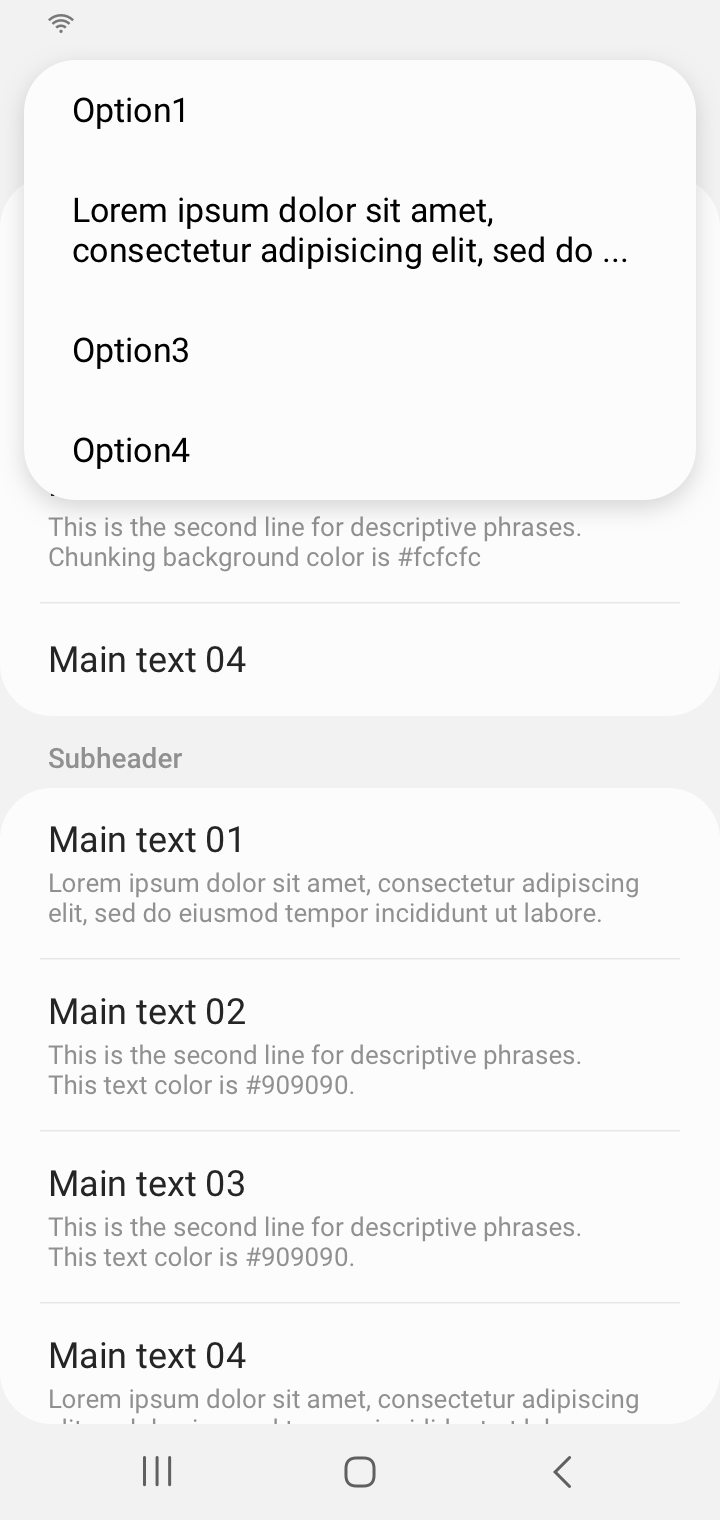 Option1
Lorem ipsum dolor sit amet,
consectetur adipisicing elit, sed do ...
Option3
Option4
This is the second line for descriptive phrases.
Chunking background color is #fcfcfc
Main text 04
Subheader
Main text 01
Lorem ipsum dolor sit amet, consectetur adipiscing
elit, sed do eiusmod tempor incididunt ut labore.
Main text 02
This is the second line for descriptive phrases.
This text color is #909090.
Main text 03
This is the second line for descriptive phrases.
This text color is #909090.
Main text 04
Lorem ipsum dolor sit amet, consectetur adipiscing